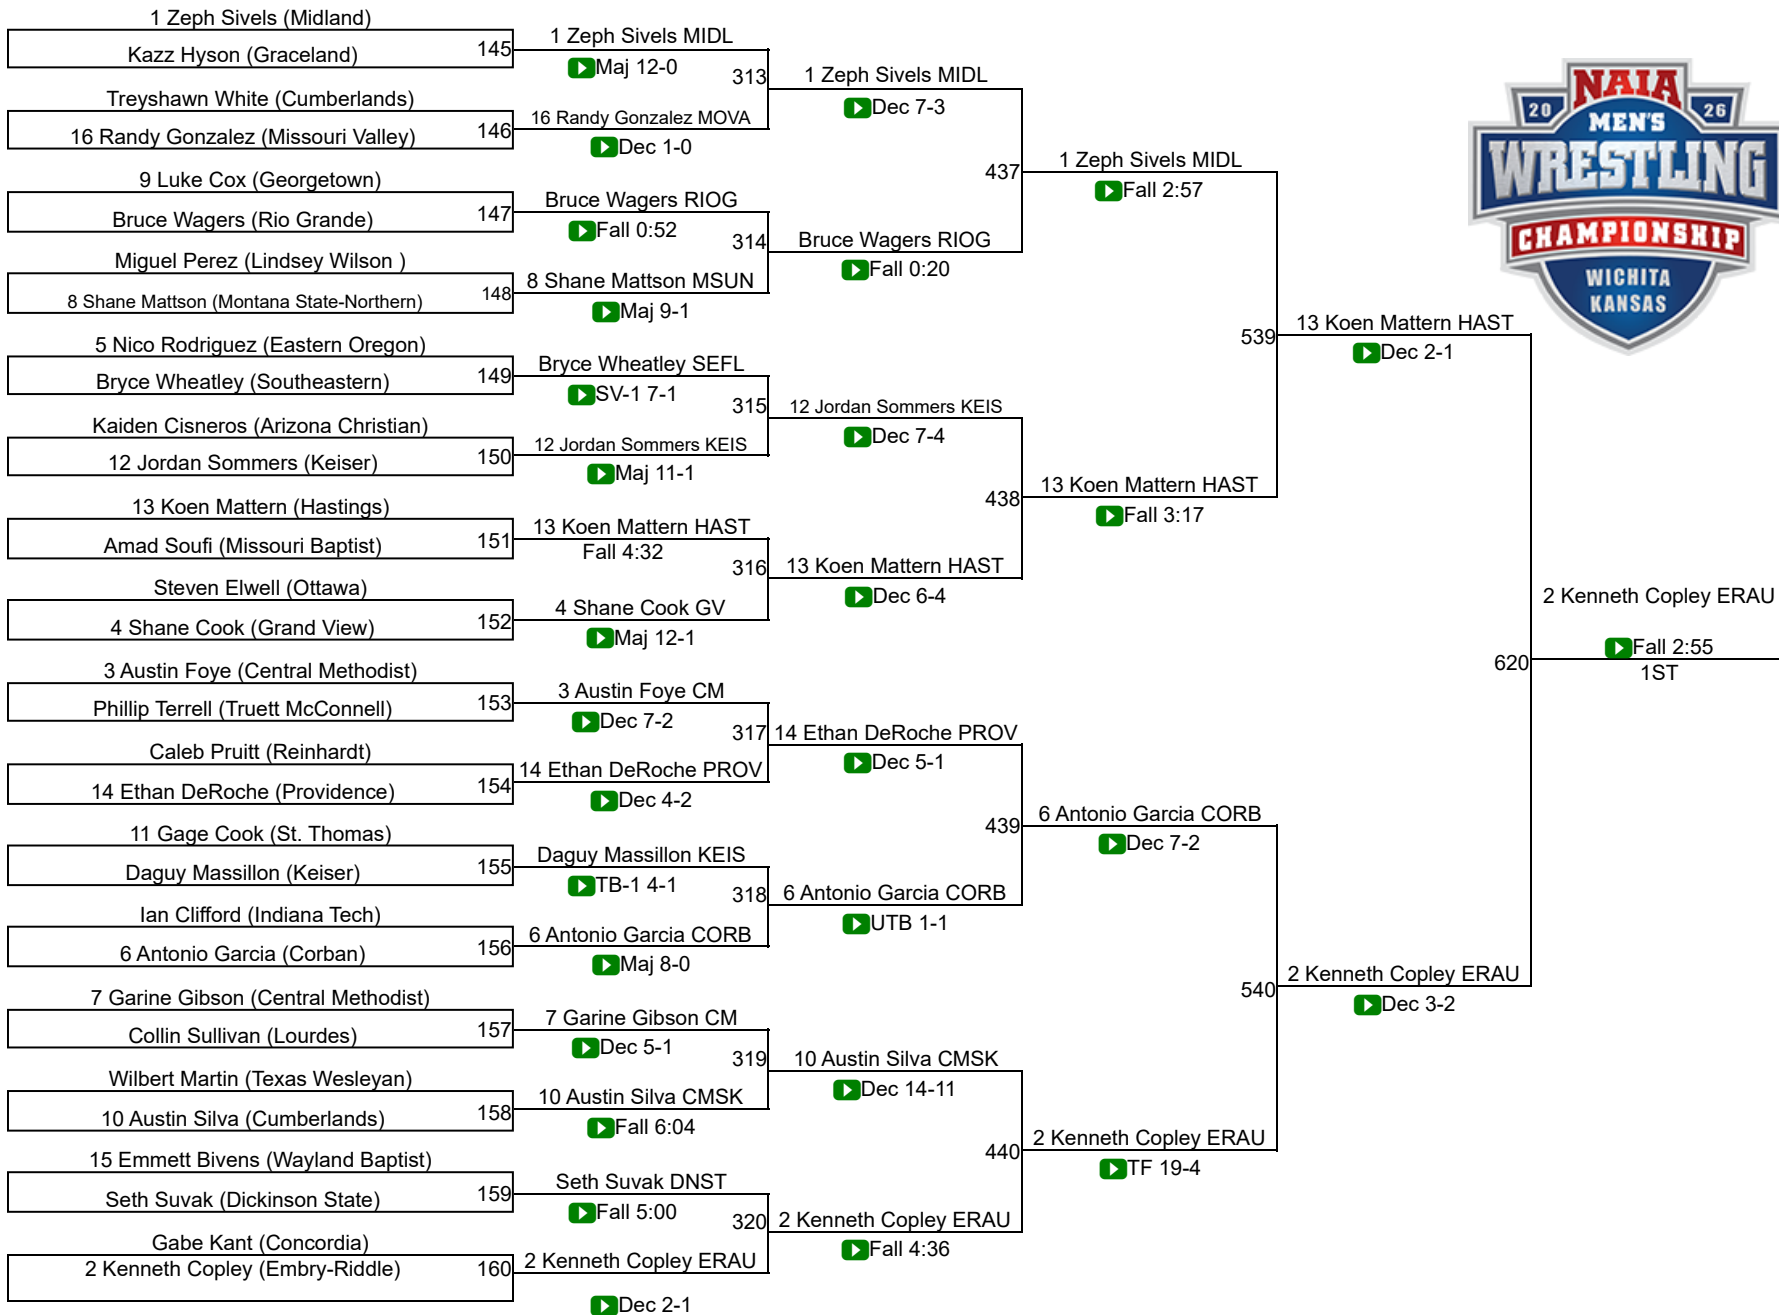 1 Zeph Sivels (Midland)
Kazz Hyson (Graceland)
145
Treyshawn White (Cumberlands)
16 Randy Gonzalez (Missouri Valley)
146
9 Luke Cox (Georgetown)
Bruce Wagers (Rio Grande)
147
Miguel Perez (Lindsey Wilson )
8 Shane Mattson (Montana State-Northern)
148
5 Nico Rodriguez (Eastern Oregon)
Bryce Wheatley (Southeastern)
149
Kaiden Cisneros (Arizona Christian)
12 Jordan Sommers (Keiser)
150
13 Koen Mattern (Hastings)
Amad Soufi (Missouri Baptist)
151
Steven Elwell (Ottawa)
4 Shane Cook (Grand View)
152
3 Austin Foye (Central Methodist)
Phillip Terrell (Truett McConnell)
153
Caleb Pruitt (Reinhardt)
14 Ethan DeRoche (Providence)
154
11 Gage Cook (St. Thomas)
Daguy Massillon (Keiser)
155
Ian Clifford (Indiana Tech)
6 Antonio Garcia (Corban)
156
7 Garine Gibson (Central Methodist)
Collin Sullivan (Lourdes)
157
Wilbert Martin (Texas Wesleyan)
10 Austin Silva (Cumberlands)
158
15 Emmett Bivens (Wayland Baptist)
Seth Suvak (Dickinson State)
159
Gabe Kant (Concordia)
2 Kenneth Copley (Embry-Riddle)
160
1 Zeph Sivels MIDL
Maj 12-0
313
16 Randy Gonzalez MOVA
Dec 1-0
Bruce Wagers RIOG
Fall 0:52
314
8 Shane Mattson MSUN
Maj 9-1
Bryce Wheatley SEFL
SV-1 7-1
315
12 Jordan Sommers KEIS
Maj 11-1
13 Koen Mattern HAST
Fall 4:32
316
4 Shane Cook GV
Maj 12-1
3 Austin Foye CM
Dec 7-2
317
14 Ethan DeRoche PROV
Dec 4-2
Daguy Massillon KEIS
TB-1 4-1
318
6 Antonio Garcia CORB
Maj 8-0
7 Garine Gibson CM
Dec 5-1
319
10 Austin Silva CMSK
Fall 6:04
Seth Suvak DNST
Fall 5:00
320
2 Kenneth Copley ERAU
Dec 2-1
1 Zeph Sivels MIDL
Dec 7-3
437
Bruce Wagers RIOG
Fall 0:20
12 Jordan Sommers KEIS
Dec 7-4
438
13 Koen Mattern HAST
Dec 6-4
14 Ethan DeRoche PROV
Dec 5-1
439
6 Antonio Garcia CORB
UTB 1-1
10 Austin Silva CMSK
Dec 14-11
440
2 Kenneth Copley ERAU
Fall 4:36
1 Zeph Sivels MIDL
Fall 2:57
539
13 Koen Mattern HAST
Fall 3:17
6 Antonio Garcia CORB
Dec 7-2
540
2 Kenneth Copley ERAU
TF 19-4
13 Koen Mattern HAST
Dec 2-1
620
2 Kenneth Copley ERAU
Dec 3-2
2 Kenneth Copley ERAU
Fall 2:55
1ST
NAIA
20 26
MEN'S
WRESTLING
CHAMPIONSHIP
WICHITA
KANSAS